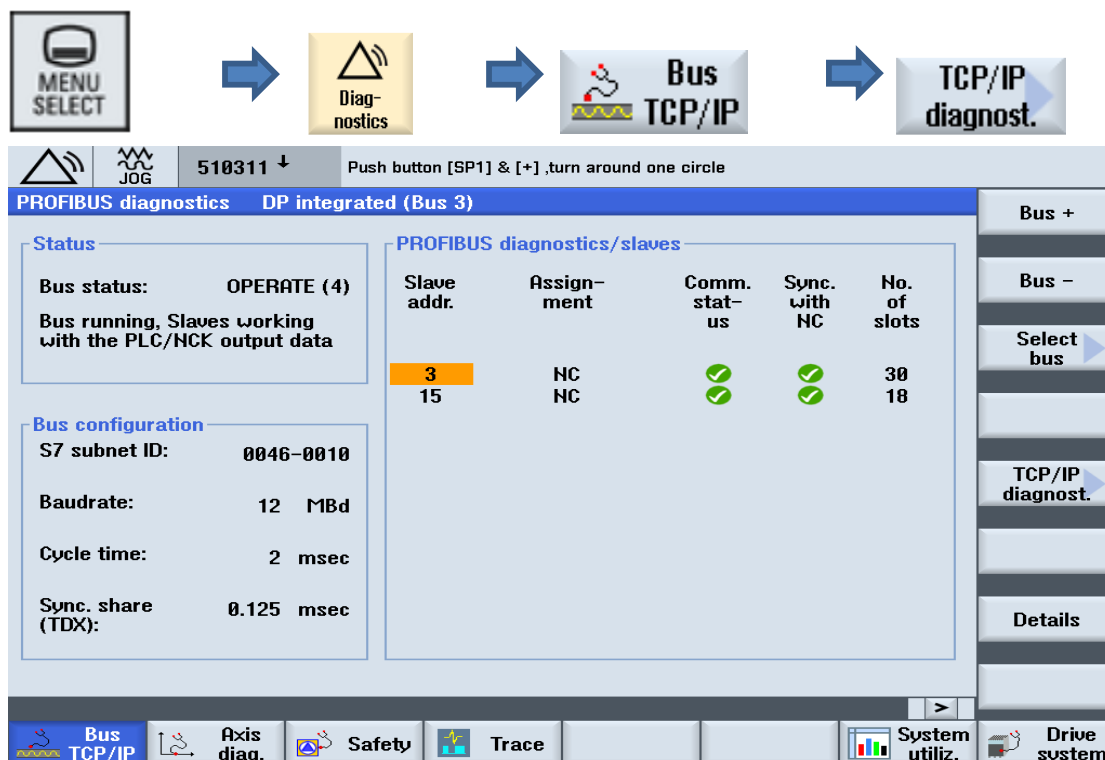 MENU
SELECT
Diag-
nostics
Bus
TCP/IP
TCP/IP
diagnost.
JOG
510311
Push button [SP1] & [+] ,turn around one circle
PROFIBUS diagnostics DP integrated (Bus 3)
Status
Bus status: OPERATE (4)
Bus running, Slaves working
with the PLC/NCK output data
Bus configuration
S7 subnet ID: 0046-0010
Baudrate: 12 MBd
Cycle time: 2 msec
Sync. share
(TDX): 0.125 msec
PROFIBUS diagnostics/slaves
Slave Assign- Comm. Sync. No.
addr. ment stat- with of
us NC slots
3 NC 30
15 NC 18
Bus +
Bus -
Select
bus
TCP/IP
diagnost.
Details
>
Bus
TCP/IP
Axis
diag.
Safety
Trace
System
utiliz.
Drive
system